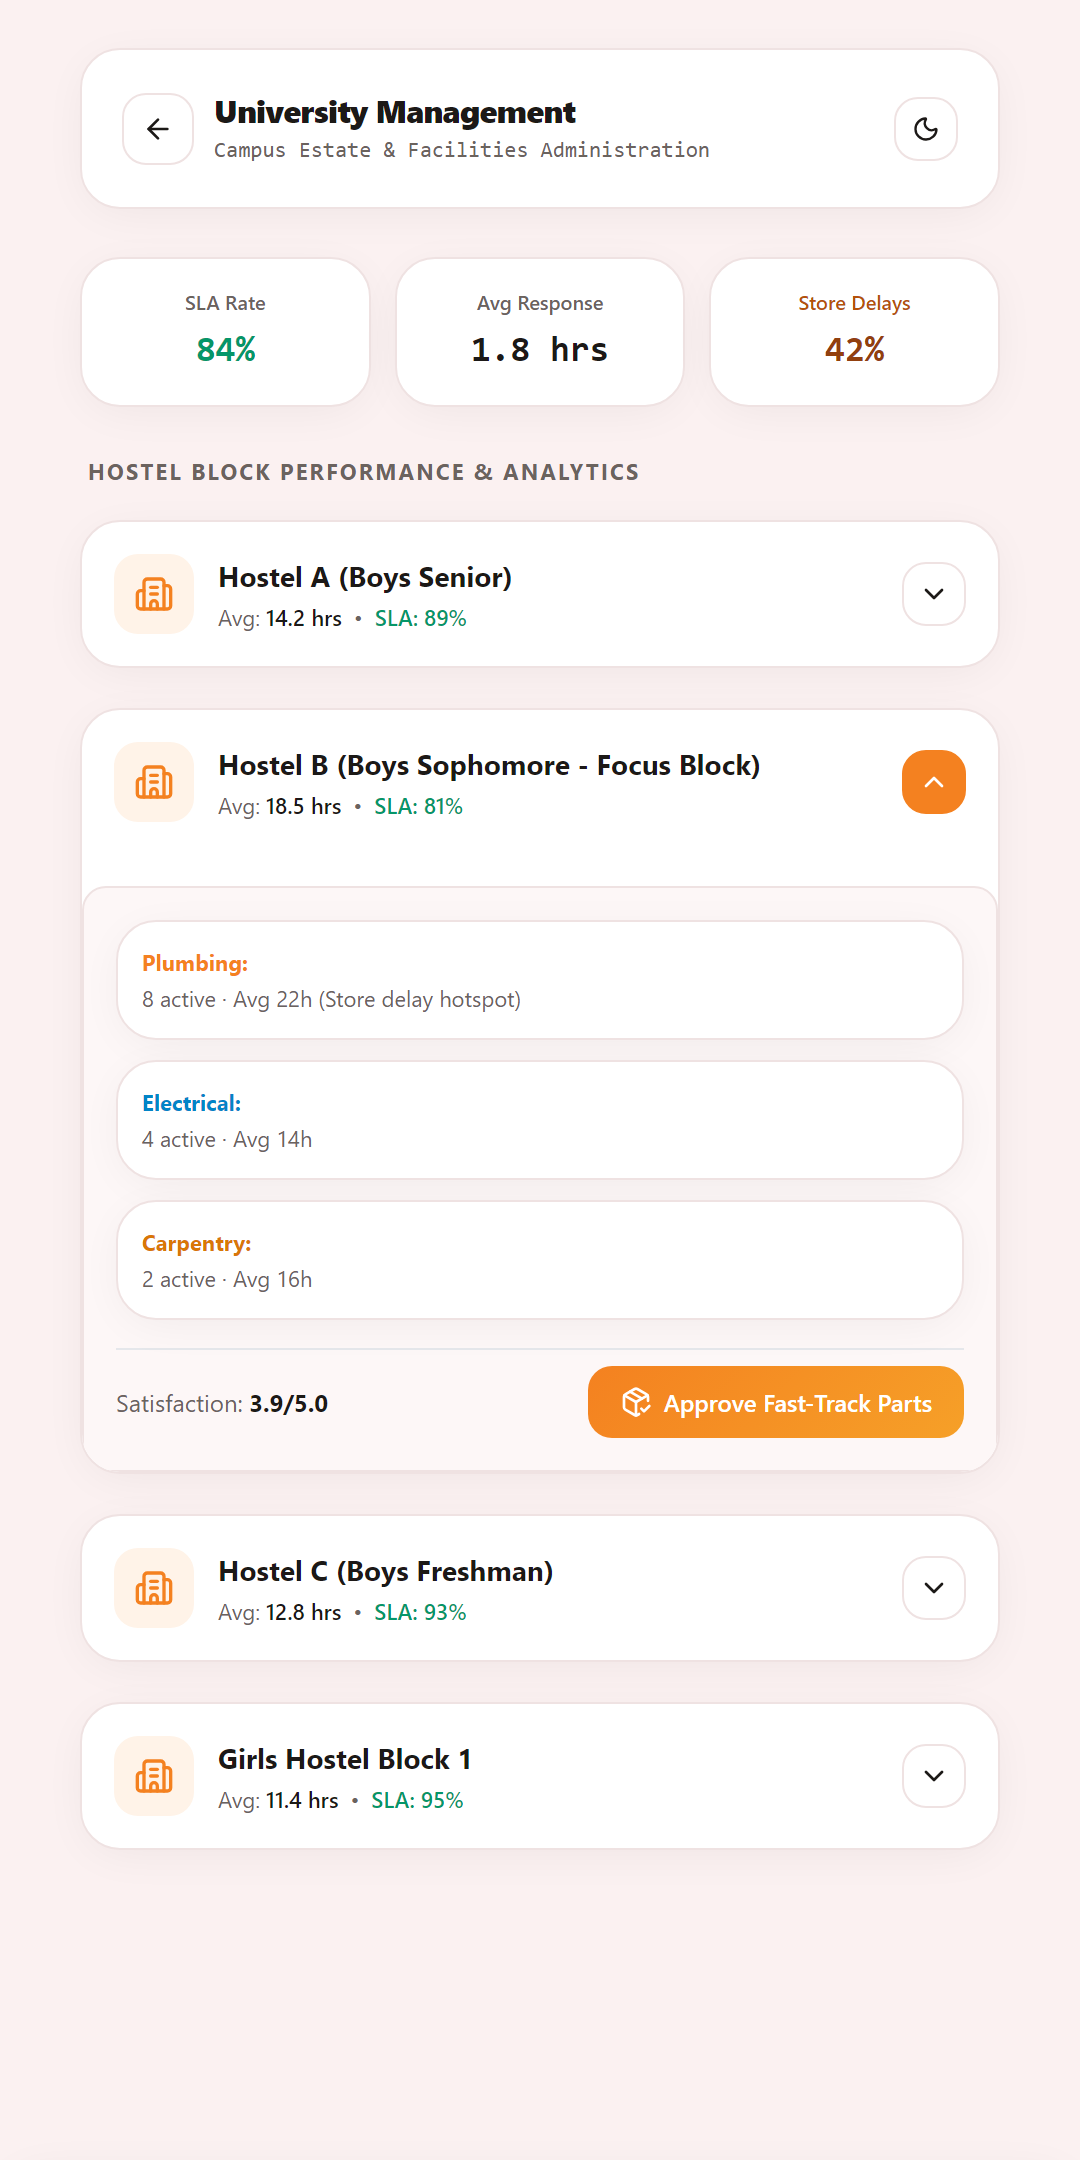 University Management
Campus Estate & Facilities Administration
SLA Rate
84%
Avg Response
1.8 hrs
Store Delays
42%
HOSTEL BLOCK PERFORMANCE & ANALYTICS
Hostel A (Boys Senior)
Avg: 14.2 hrs • SLA: 89%
Hostel B (Boys Sophomore - Focus Block)
Avg: 18.5 hrs • SLA: 81%
Plumbing:
8 active · Avg 22h (Store delay hotspot)
Electrical:
4 active · Avg 14h
Carpentry:
2 active · Avg 16h
Satisfaction: 3.9/5.0
Approve Fast-Track Parts
Hostel C (Boys Freshman)
Avg: 12.8 hrs • SLA: 93%
Girls Hostel Block 1
Avg: 11.4 hrs • SLA: 95%